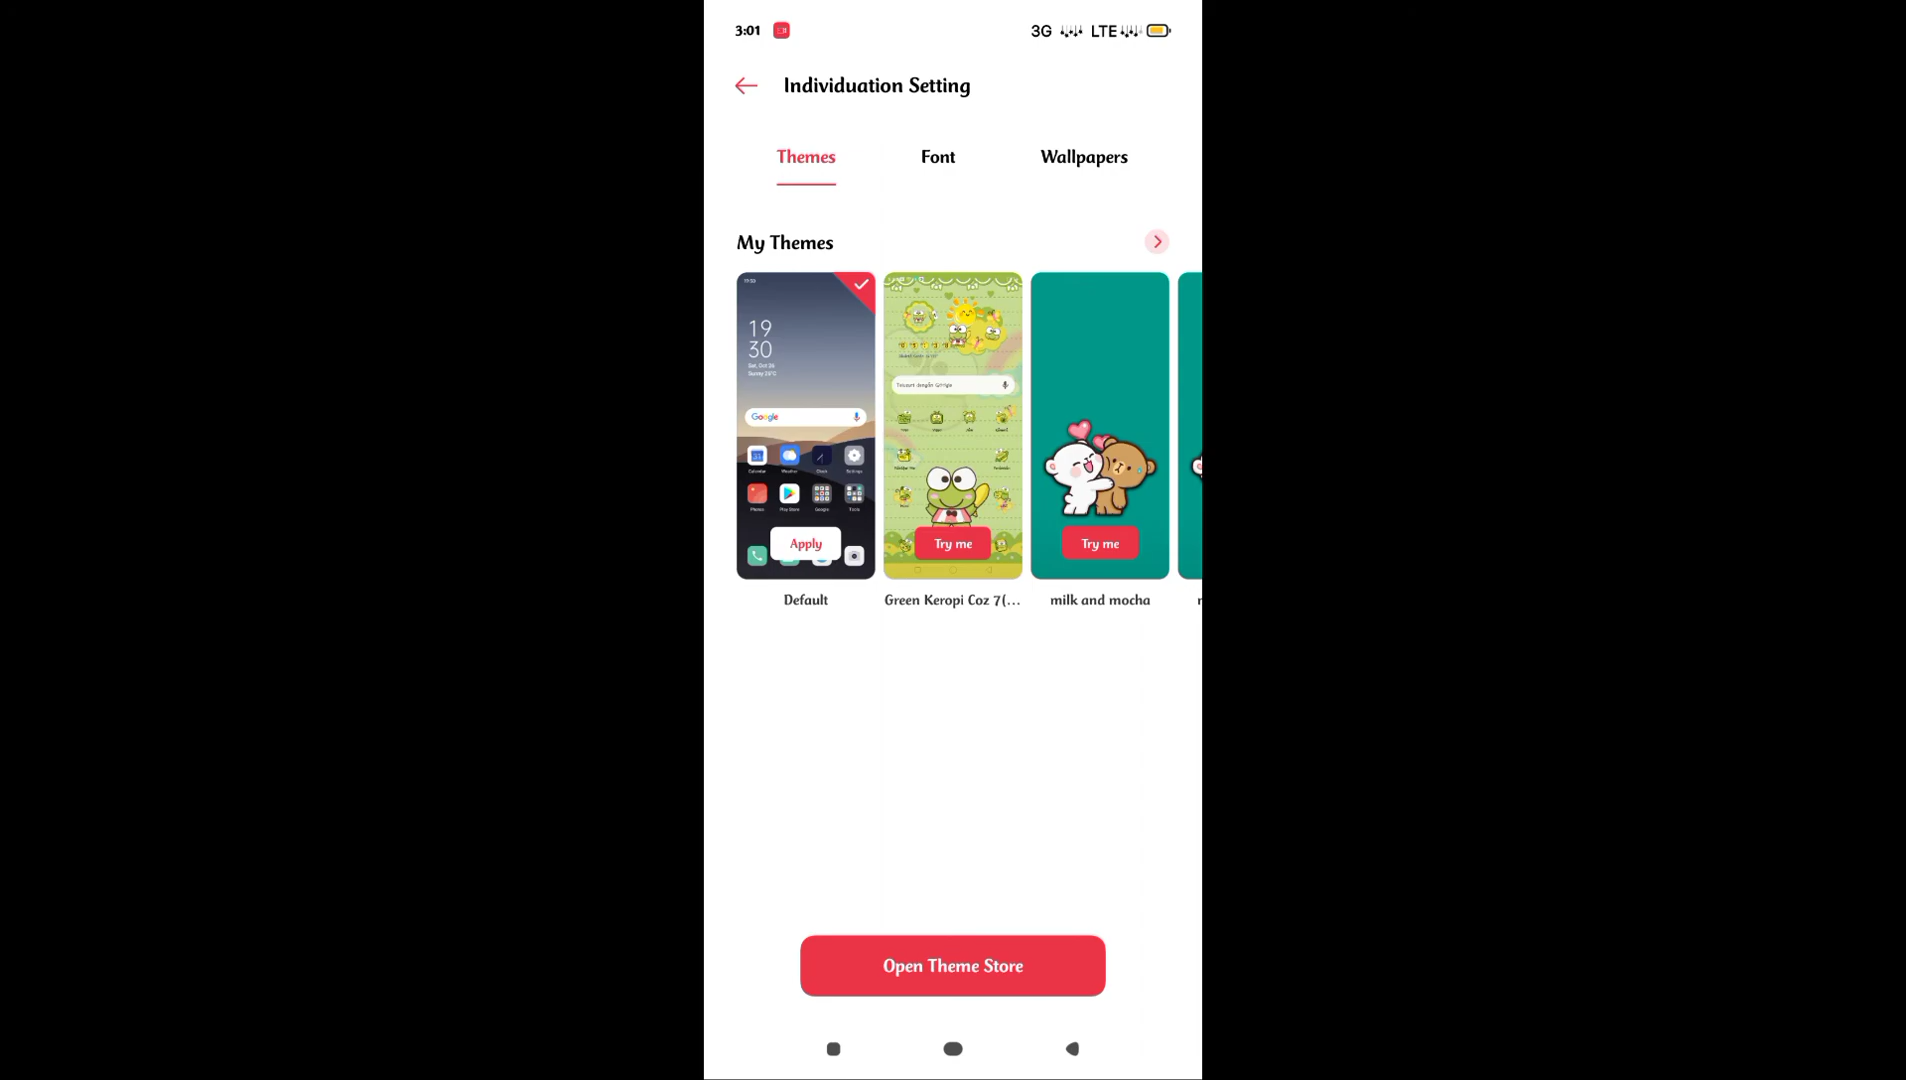 3:01
3G LTE
Individuation Setting
Themes Font Wallpapers
My Themes
19
30
Google
Apply
Try me
Try me
Default
Green Keropi Coz 7(...
milk and mocha
Open Theme Store